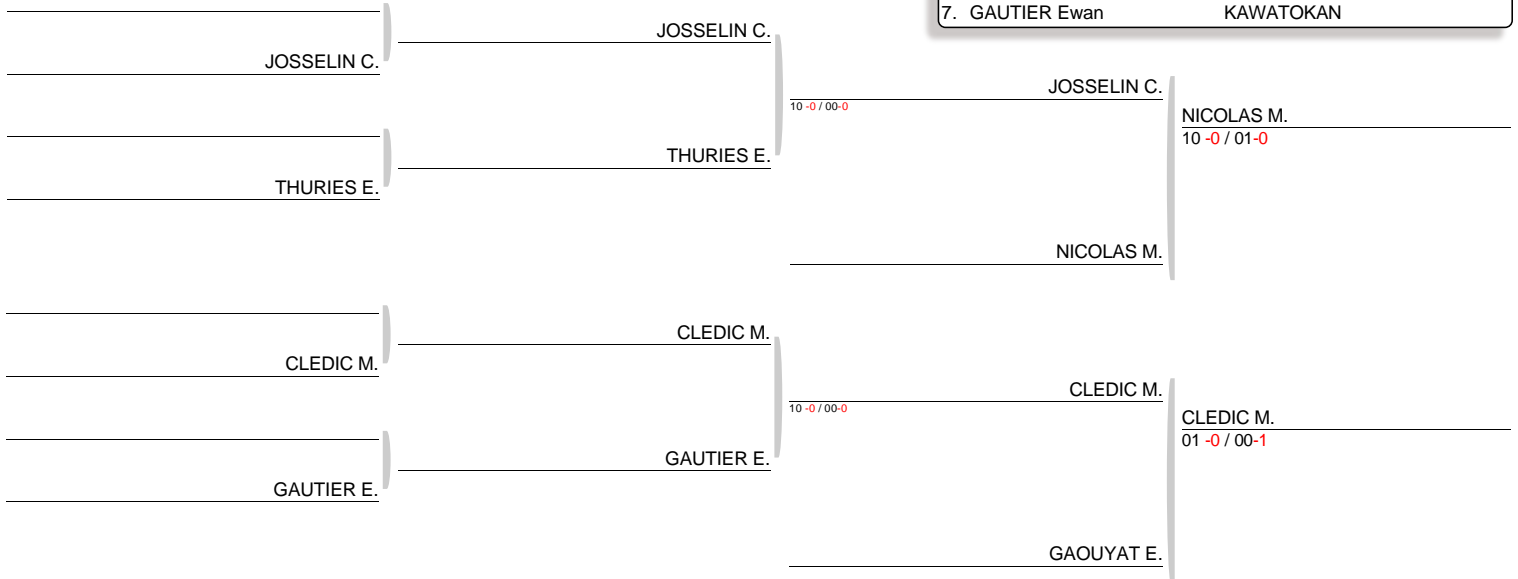 7. GAUTIER Ewan KAWATOKAN
JOSSELIN C.
JOSSELIN C.
JOSSELIN C.
10 -0 / 00-0
NICOLAS M.
10 -0 / 01-0
THURIES E.
THURIES E.
NICOLAS M.
CLEDIC M.
CLEDIC M.
CLEDIC M.
10 -0 / 00-0
CLEDIC M.
01 -0 / 00-1
GAUTIER E.
GAUTIER E.
GAOUYAT E.